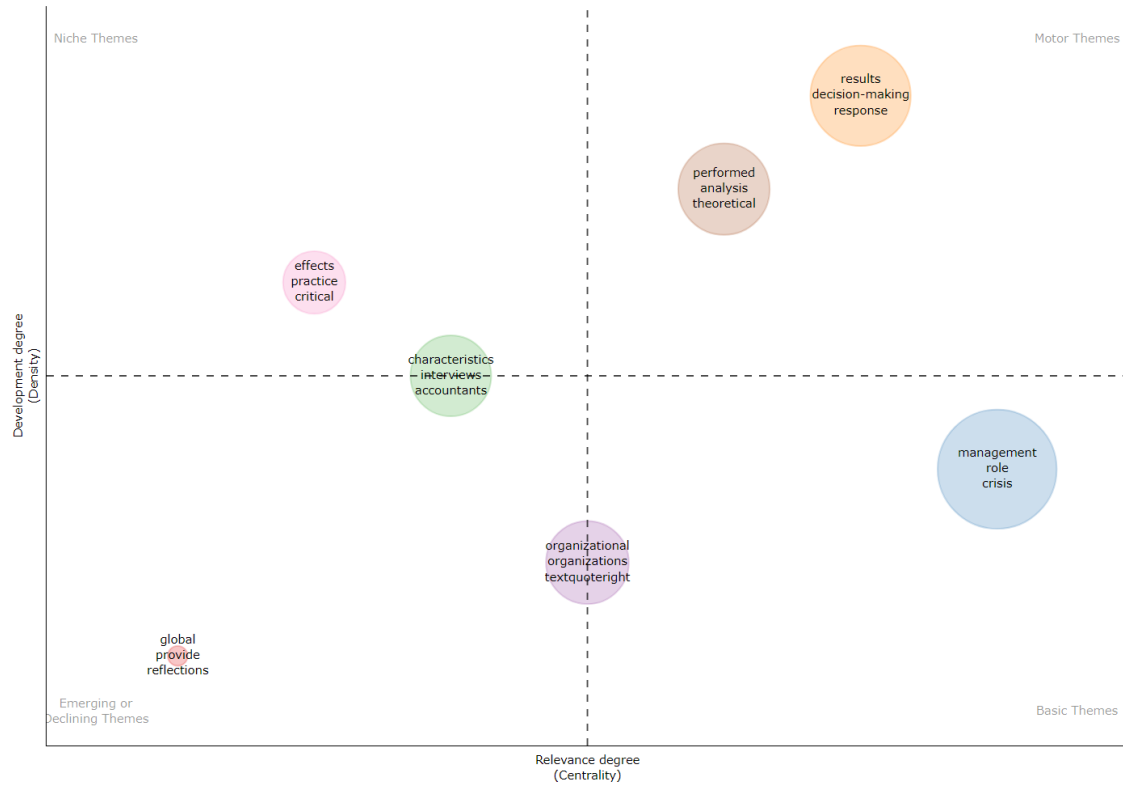 Niche Themes
Motor Themes
results
decision-making
response
performed
analysis
theoretical
effects
practice
critical
characteristics
interviews
accountants
Development degree
(Density)
management
role
crisis
organizational
organizations
textquoteright
global
provide
reflections
Emerging or
Declining Themes
Basic Themes
Relevance degree
(Centrality)